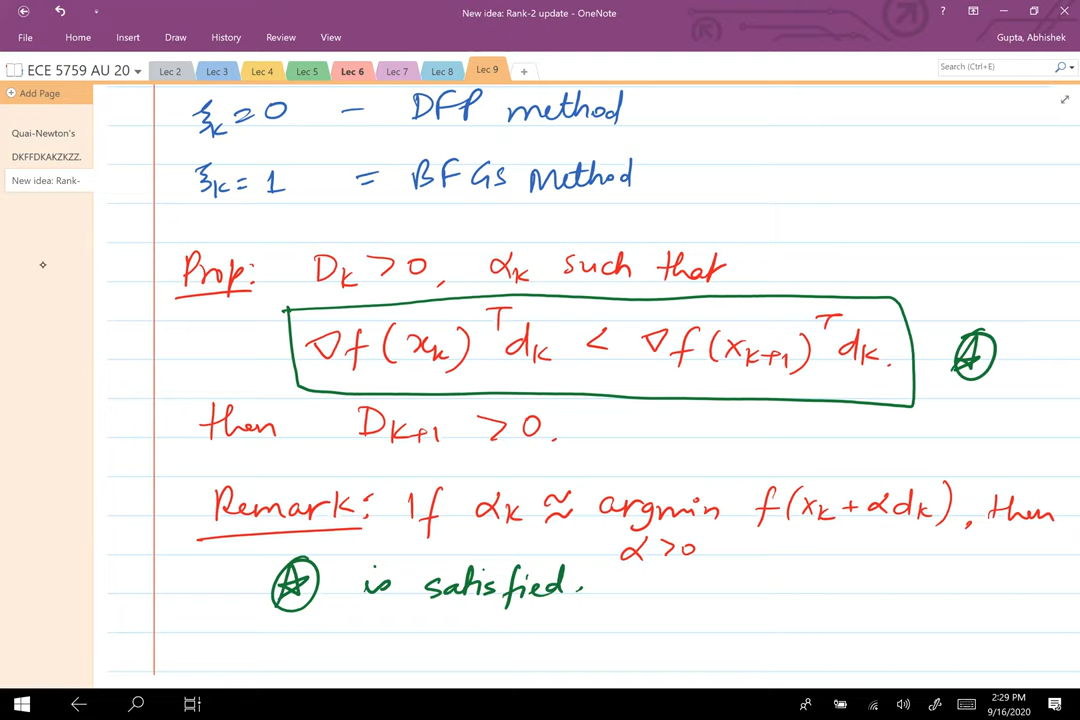 New idea: Rank-2 update - OneNote
File Home Insert Draw History Review View
Gupta, Abhishek
ECE 5759 AU 20
Lec 2 Lec 3 Lec 4 Lec 5 Lec 6 Lec 7 Lec 8 Lec 9
Search (Ctrl+E)
Add Page
Quai-Newton's
DKFFDKAKZKZZ.
New idea: Rank-
ξₖ = 0 – DFP method
ξₖ = 1 = BFGS Method
Prop: Dₖ > 0, αₖ such that
∇f(xₖ)ᵀdₖ < ∇f(xₖ₊₁)ᵀdₖ.
then Dₖ₊₁ > 0.
Remark: If αₖ ≈ argmin f(xₖ + αdₖ), then
α > 0
is satisfied.
2:29 PM
9/16/2020